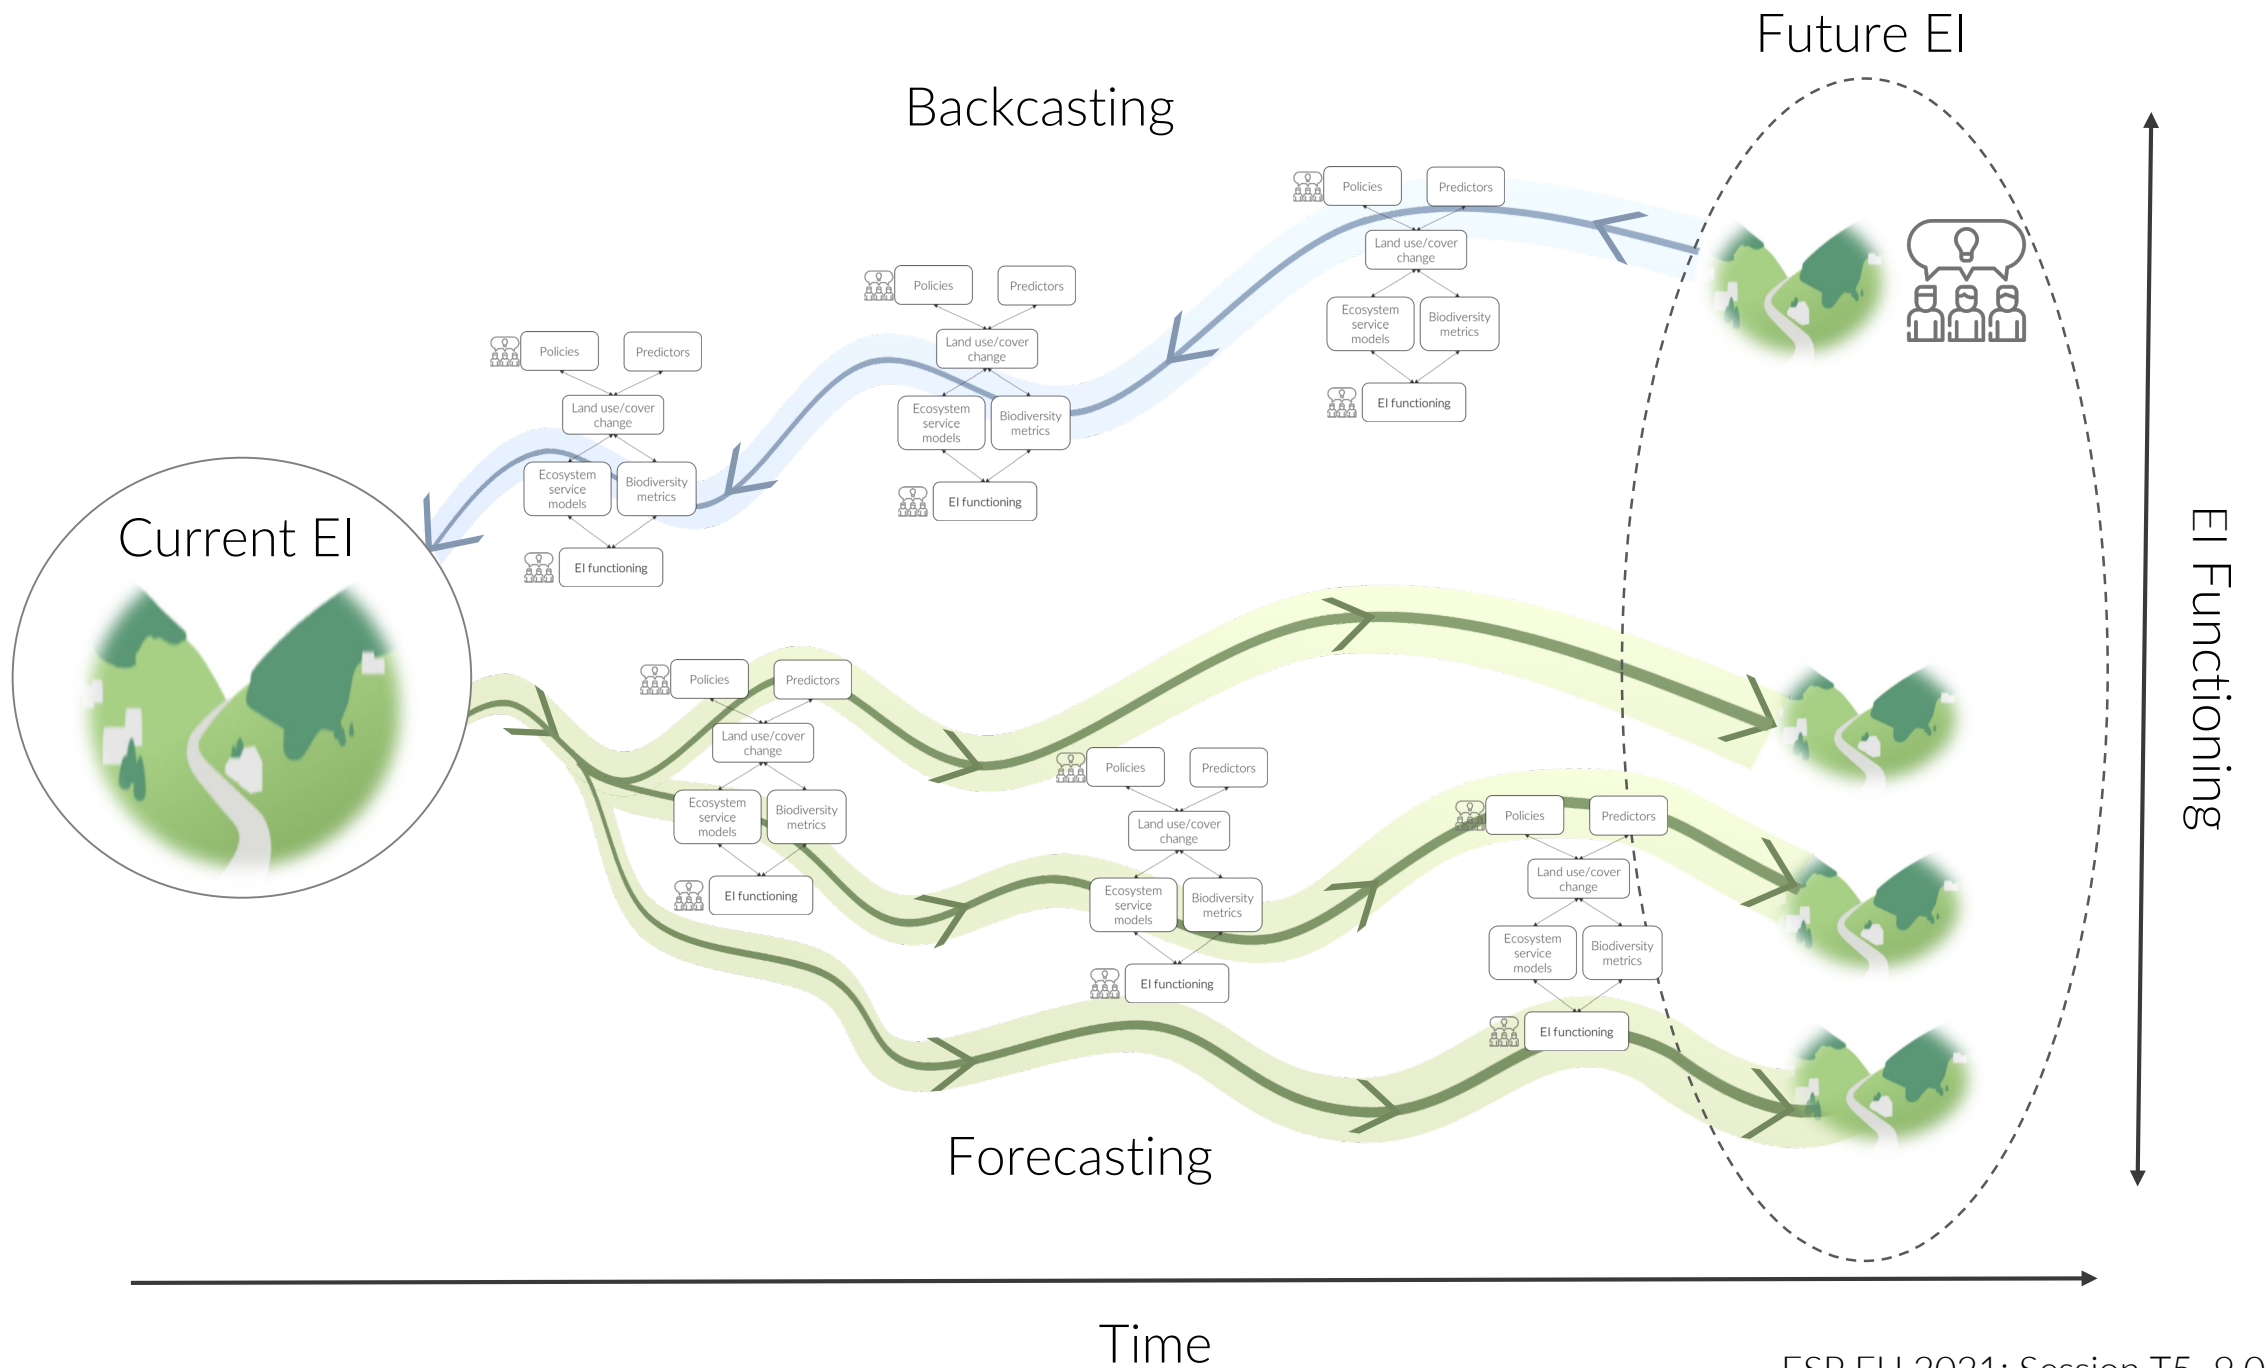 Future EI
Backcasting
Policies
Predictors
Land use/cover
change
Ecosystem
service
models
Biodiversity
metrics
EI functioning
Policies
Predictors
Land use/cover
change
Ecosystem
service
models
Biodiversity
metrics
EI functioning
Policies
Predictors
Land use/cover
change
Ecosystem
service
models
Biodiversity
metrics
EI functioning
Current EI
EI Functioning
Policies
Predictors
Land use/cover
change
Ecosystem
service
models
Biodiversity
metrics
EI functioning
Policies
Predictors
Land use/cover
change
Ecosystem
service
models
Biodiversity
metrics
EI functioning
Policies
Predictors
Land use/cover
change
Ecosystem
service
models
Biodiversity
metrics
EI functioning
Forecasting
Time
2021: Session